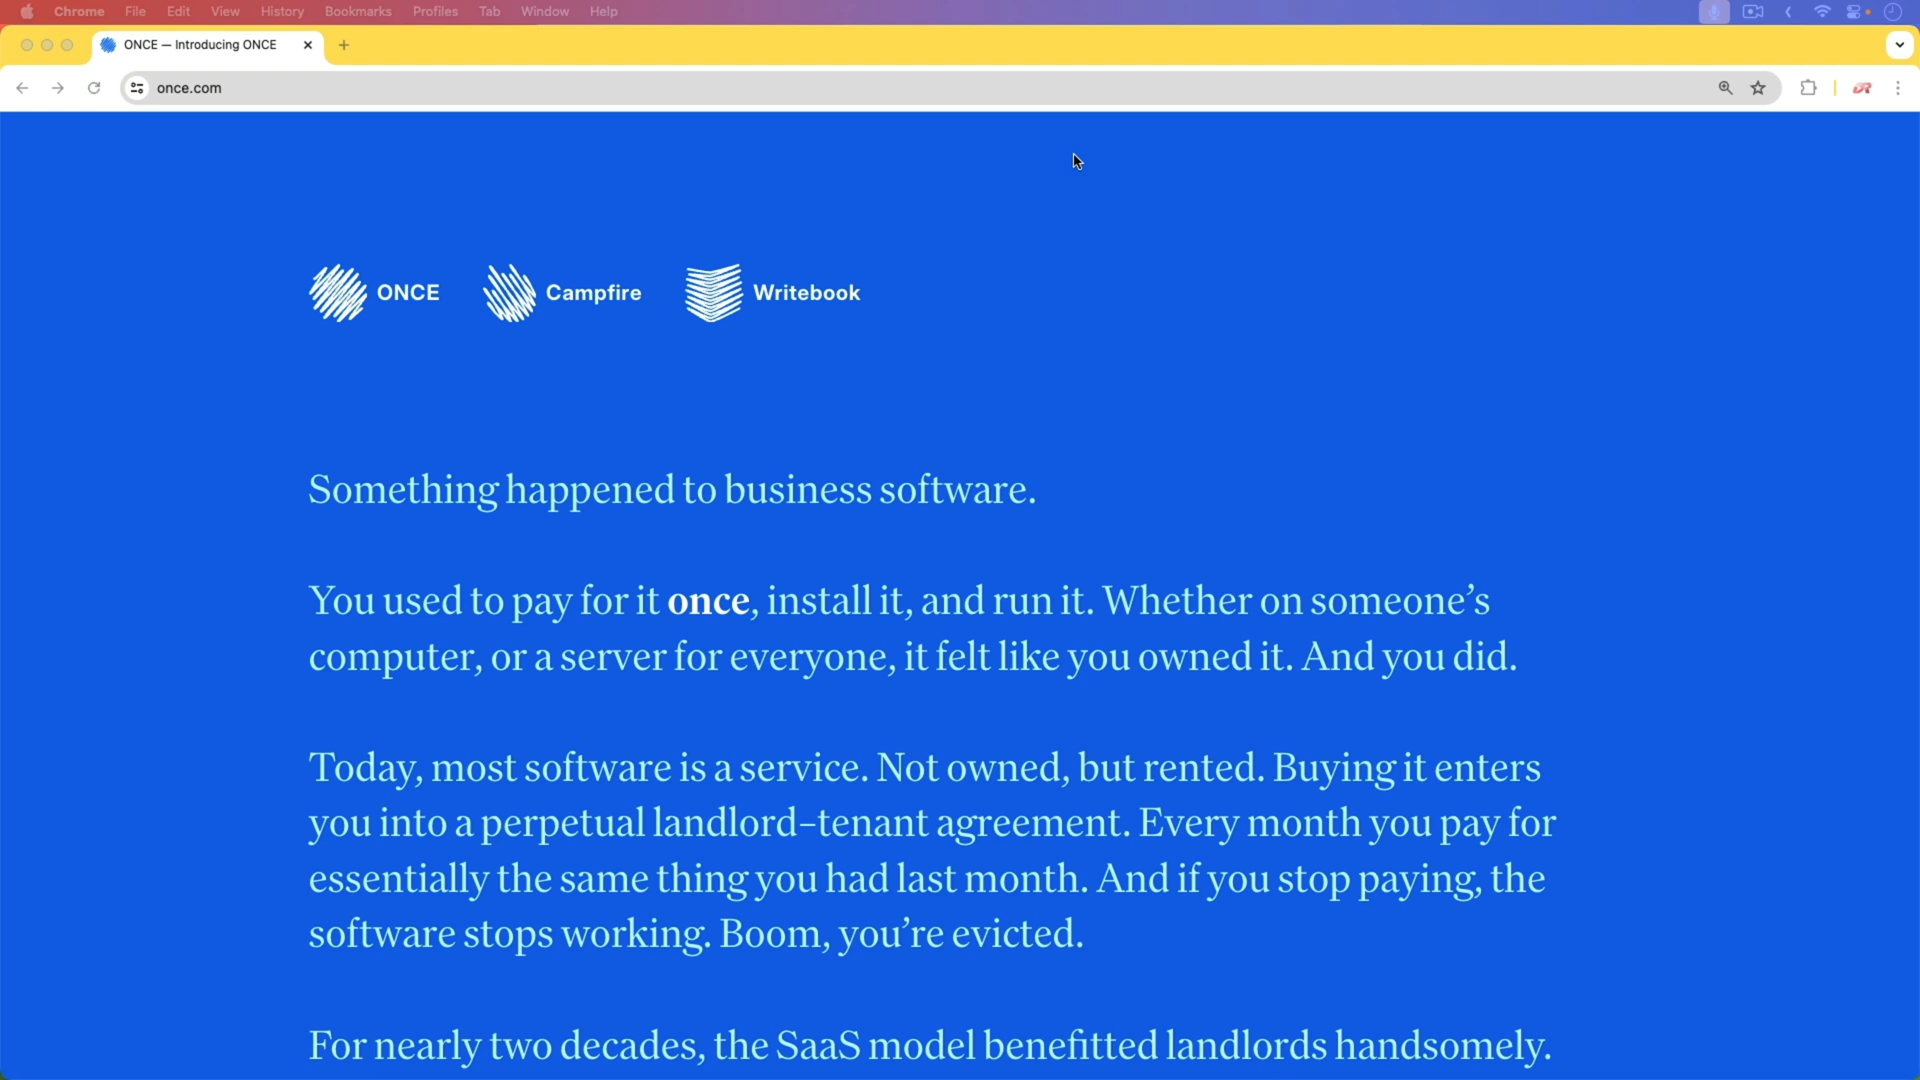 Chrome File Edit View History Bookmarks Profiles Tab Window Help
ONCE — Introducing ONCE
once.com
ONCE Campfire Writebook
Something happened to business software.
You used to pay for it once, install it, and run it. Whether on someone’s
computer, or a server for everyone, it felt like you owned it. And you did.
Today, most software is a service. Not owned, but rented. Buying it enters
you into a perpetual landlord–tenant agreement. Every month you pay for
essentially the same thing you had last month. And if you stop paying, the
software stops working. Boom, you’re evicted.
For nearly two decades, the SaaS model benefitted landlords handsomely.